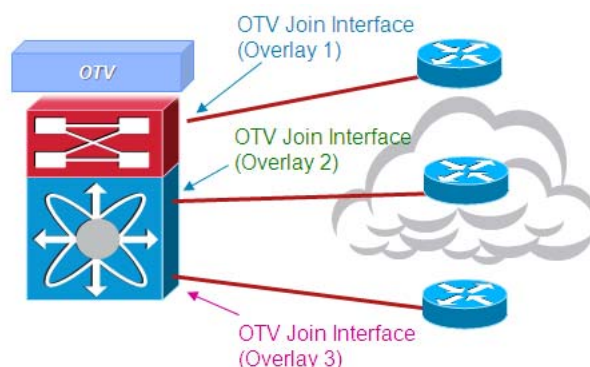 OTV
OTV Join Interface
(Overlay 1)
OTV Join Interface
(Overlay 2)
OTV Join Interface
(Overlay 3)